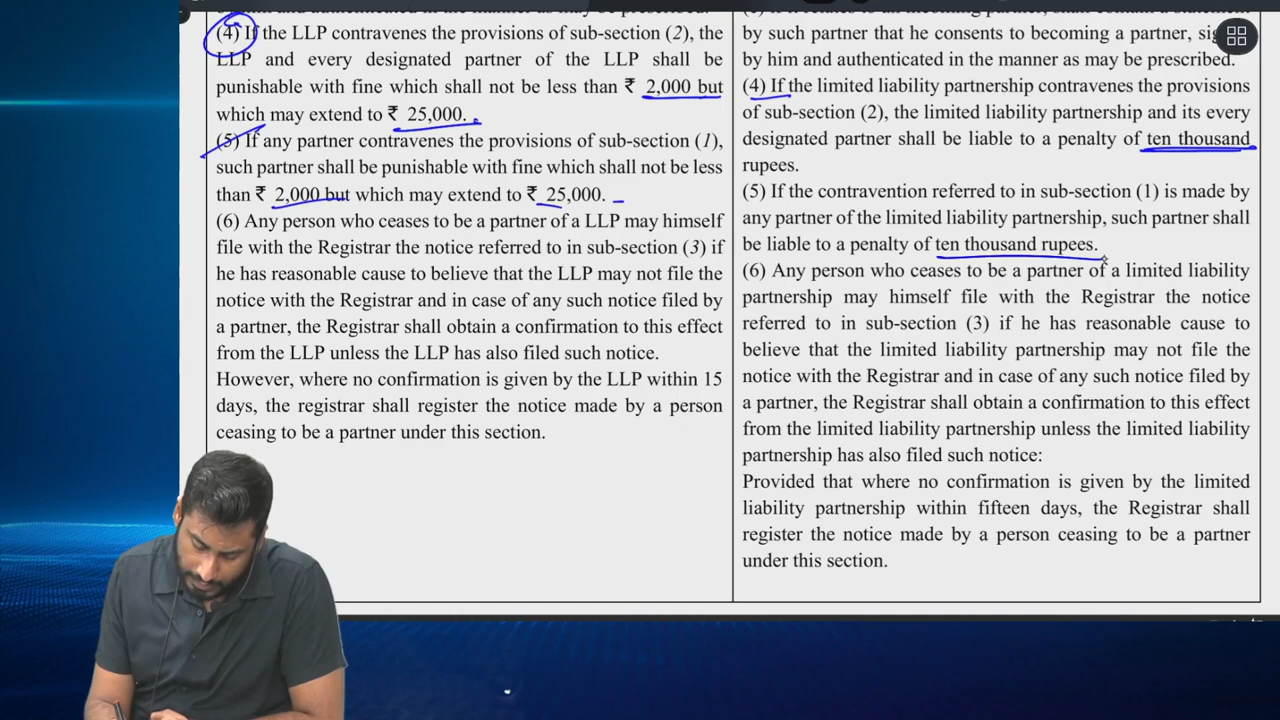 (4) If the LLP contravenes the provisions of sub-section (2), the
LLP and every designated partner of the LLP shall be
punishable with fine which shall not be less than ₹ 2,000 but
which may extend to ₹ 25,000.
(5) If any partner contravenes the provisions of sub-section (1),
such partner shall be punishable with fine which shall not be less
than ₹ 2,000 but which may extend to ₹ 25,000.
(6) Any person who ceases to be a partner of a LLP may himself
file with the Registrar the notice referred to in sub-section (3) if
he has reasonable cause to believe that the LLP may not file the
notice with the Registrar and in case of any such notice filed by
a partner, the Registrar shall obtain a confirmation to this effect
from the LLP unless the LLP has also filed such notice.
However, where no confirmation is given by the LLP within 15
days, the registrar shall register the notice made by a person
ceasing to be a partner under this section.
by such partner that he consents to becoming a partner,
by him and authenticated in the manner as may be prescribed.
(4) If the limited liability partnership contravenes the provisions
of sub-section (2), the limited liability partnership and its every
designated partner shall be liable to a penalty of ten thousand
rupees.
(5) If the contravention referred to in sub-section (1) is made by
any partner of the limited liability partnership, such partner shall
be liable to a penalty of ten thousand rupees.
(6) Any person who ceases to be a partner of a limited liability
partnership may himself file with the Registrar the notice
referred to in sub-section (3) if he has reasonable cause to
believe that the limited liability partnership may not file the
notice with the Registrar and in case of any such notice filed by
a partner, the Registrar shall obtain a confirmation to this effect
from the limited liability partnership unless the limited liability
partnership has also filed such notice:
Provided that where no confirmation is given by the limited
liability partnership within fifteen days, the Registrar shall
register the notice made by a person ceasing to be a partner
under this section.